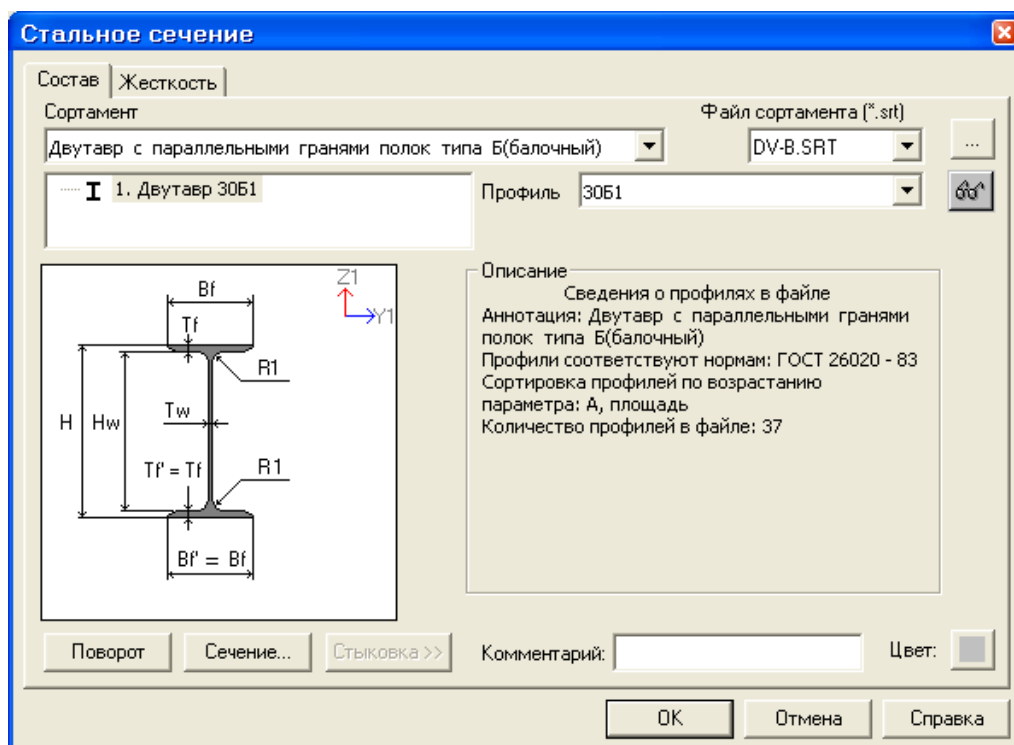 Стальное сечение
Состав Жесткость
Сортамент Файл сортамента (*.srt)
Двутавр с параллельными гранями полок типа Б(балочный) DV-B.SRT ...
1. Двутавр 30Б1 Профиль 30Б1
Описание
Сведения о профилях в файле
Аннотация: Двутавр с параллельными гранями
полок типа Б(балочный)
Профили соответствуют нормам: ГОСТ 26020 - 83
Сортировка профилей по возрастанию
параметра: A, площадь
Количество профилей в файле: 37
Z1
Bf
Y1
Tf
R1
Tw
H Hw
Tf' = Tf R1
Bf' = Bf
Поворот Сечение... Стыковка >> Комментарий: Цвет:
OK Отмена Справка